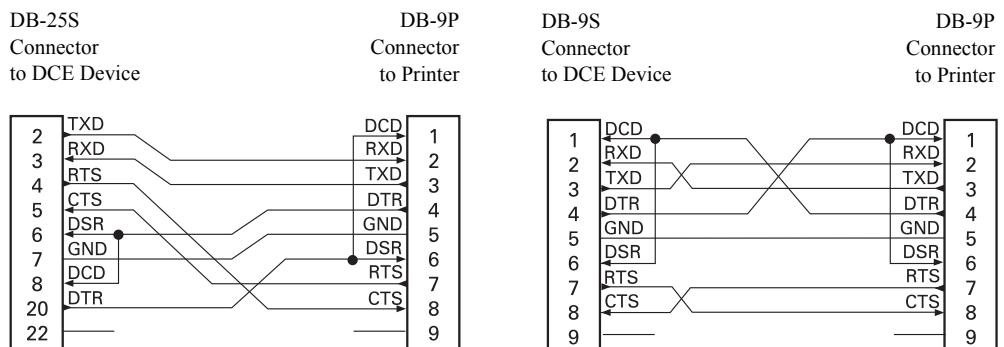 DB-25S DB-9P
Connector Connector
to DCE Device to Printer
2 TXD DCD 1
3 RXD RXD 2
4 RTS TXD 3
5 CTS DTR 4
6 DSR GND 5
7 GND DSR 6
8 DCD RTS 7
20 DTR CTS 8
22 9
DB-9S DB-9P
Connector Connector
to DCE Device to Printer
1 DCD DCD 1
2 RXD RXD 2
3 TXD TXD 3
4 DTR DTR 4
5 GND GND 5
6 DSR DSR 6
7 RTS RTS 7
8 CTS CTS 8
9 9